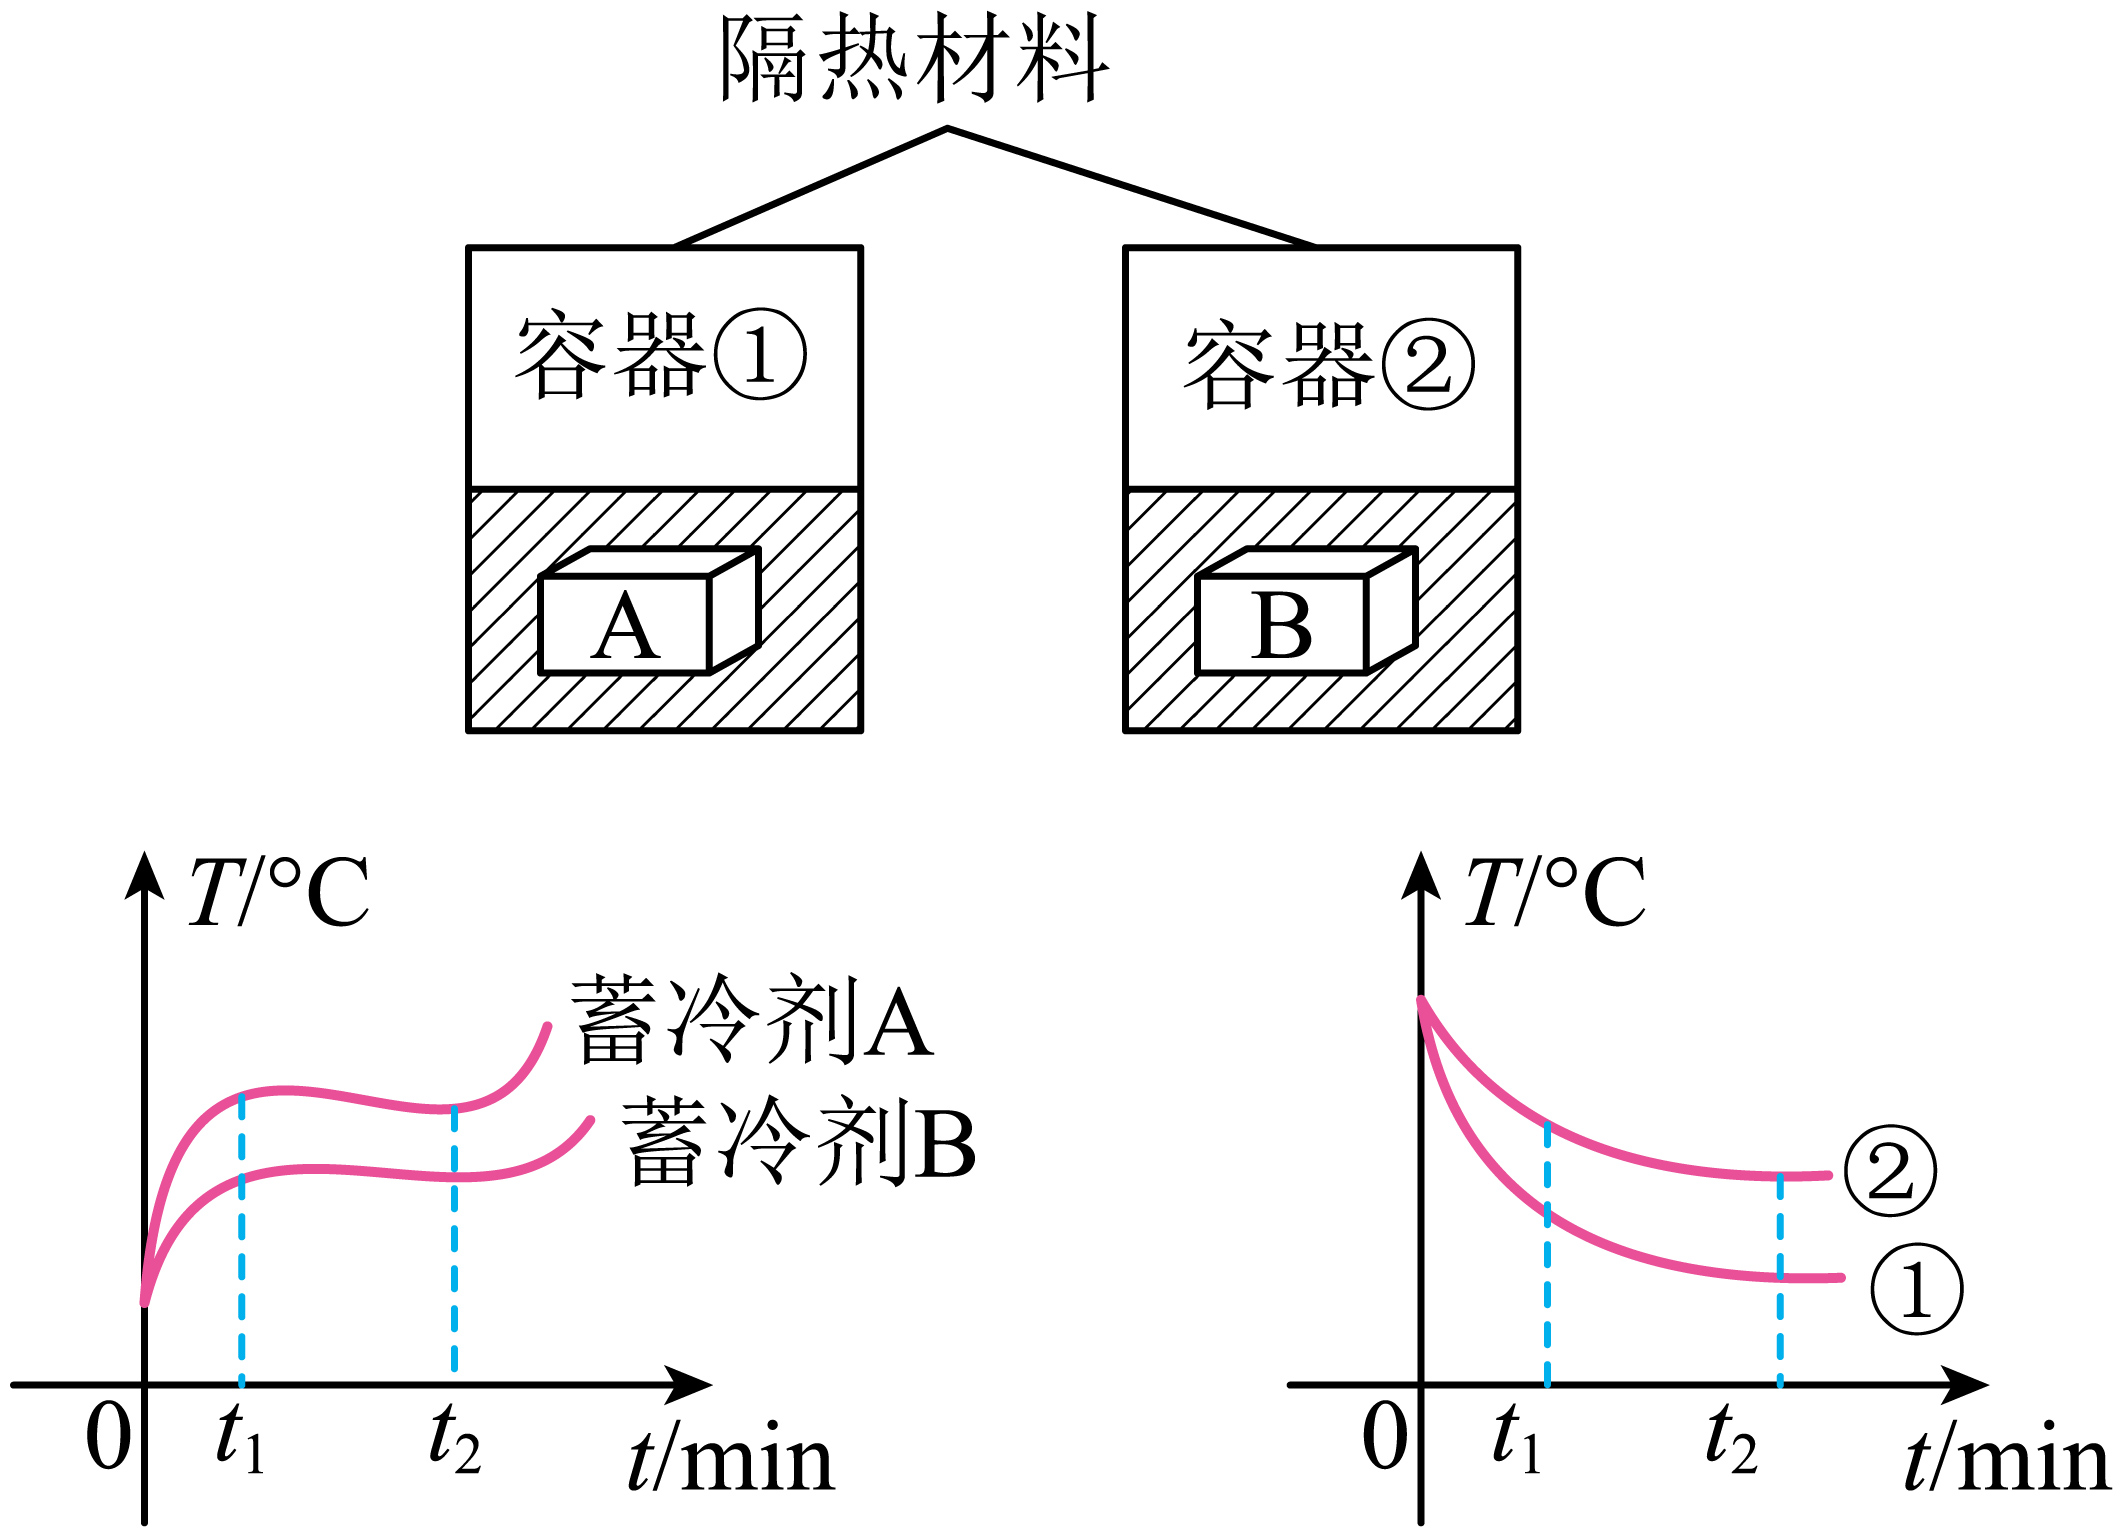 隔热材料
容器① 容器②
A B
T/°C T/°C
蓄冷剂A
蓄冷剂B
②
①
0 t₁ t₂ t/min 0 t₁ t₂ t/min